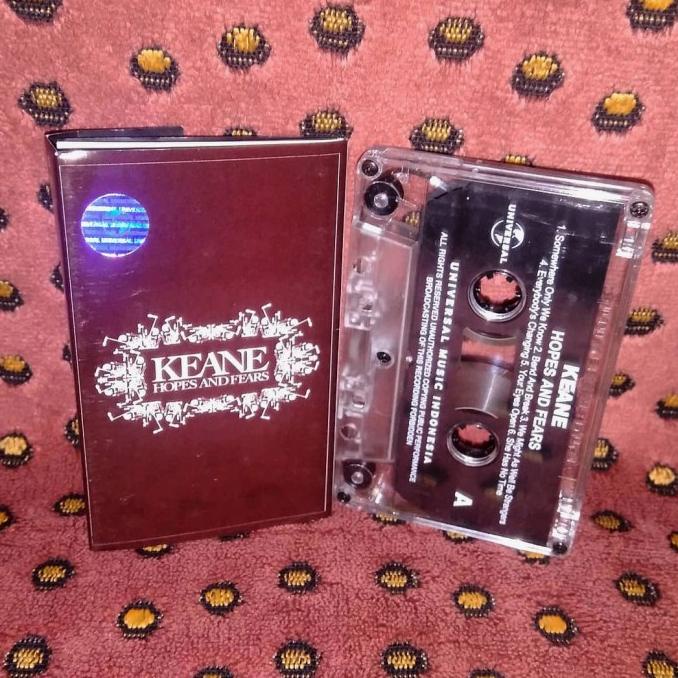 KEANE
HOPES AND FEARS
KEANE
HOPES AND FEARS
1. Somewhere Only We Know 2. Bend And Break 3. We Might As Well Be Strangers
4. Everybody's Changing 5. Your Eyes Open 6. She Has No Time
UNIVERSAL
A
UNIVERSAL MUSIC INDONESIA
ALL RIGHTS RESERVED UNAUTHORIZED COPYING PUBLIC PERFORMANCE
BROADCASTING OF THIS RECORDING FORBIDDEN